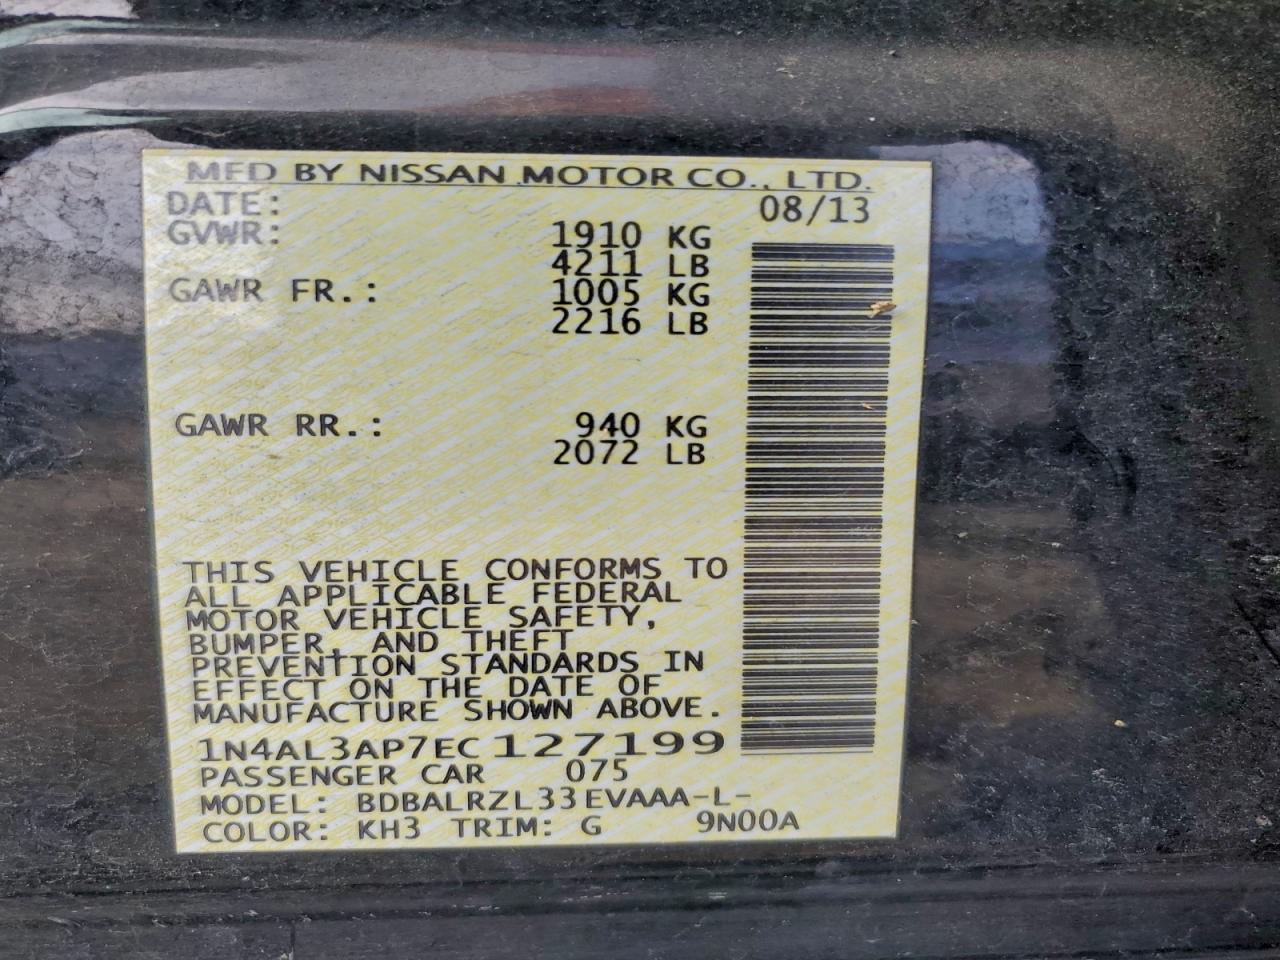 MFD BY NISSAN MOTOR CO., LTD.
DATE: 08/13
GVWR: 1910 KG
4211 LB
GAWR FR.: 1005 KG
2216 LB
GAWR RR.: 940 KG
2072 LB
THIS VEHICLE CONFORMS TO
ALL APPLICABLE FEDERAL
MOTOR VEHICLE SAFETY,
BUMPER, AND THEFT
PREVENTION STANDARDS IN
EFFECT ON THE DATE OF
MANUFACTURE SHOWN ABOVE.
1N4AL3AP7EC127199
PASSENGER CAR 075
MODEL: BDBALRZL33EVAAA-L-
COLOR: KH3 TRIM: G 9N00A